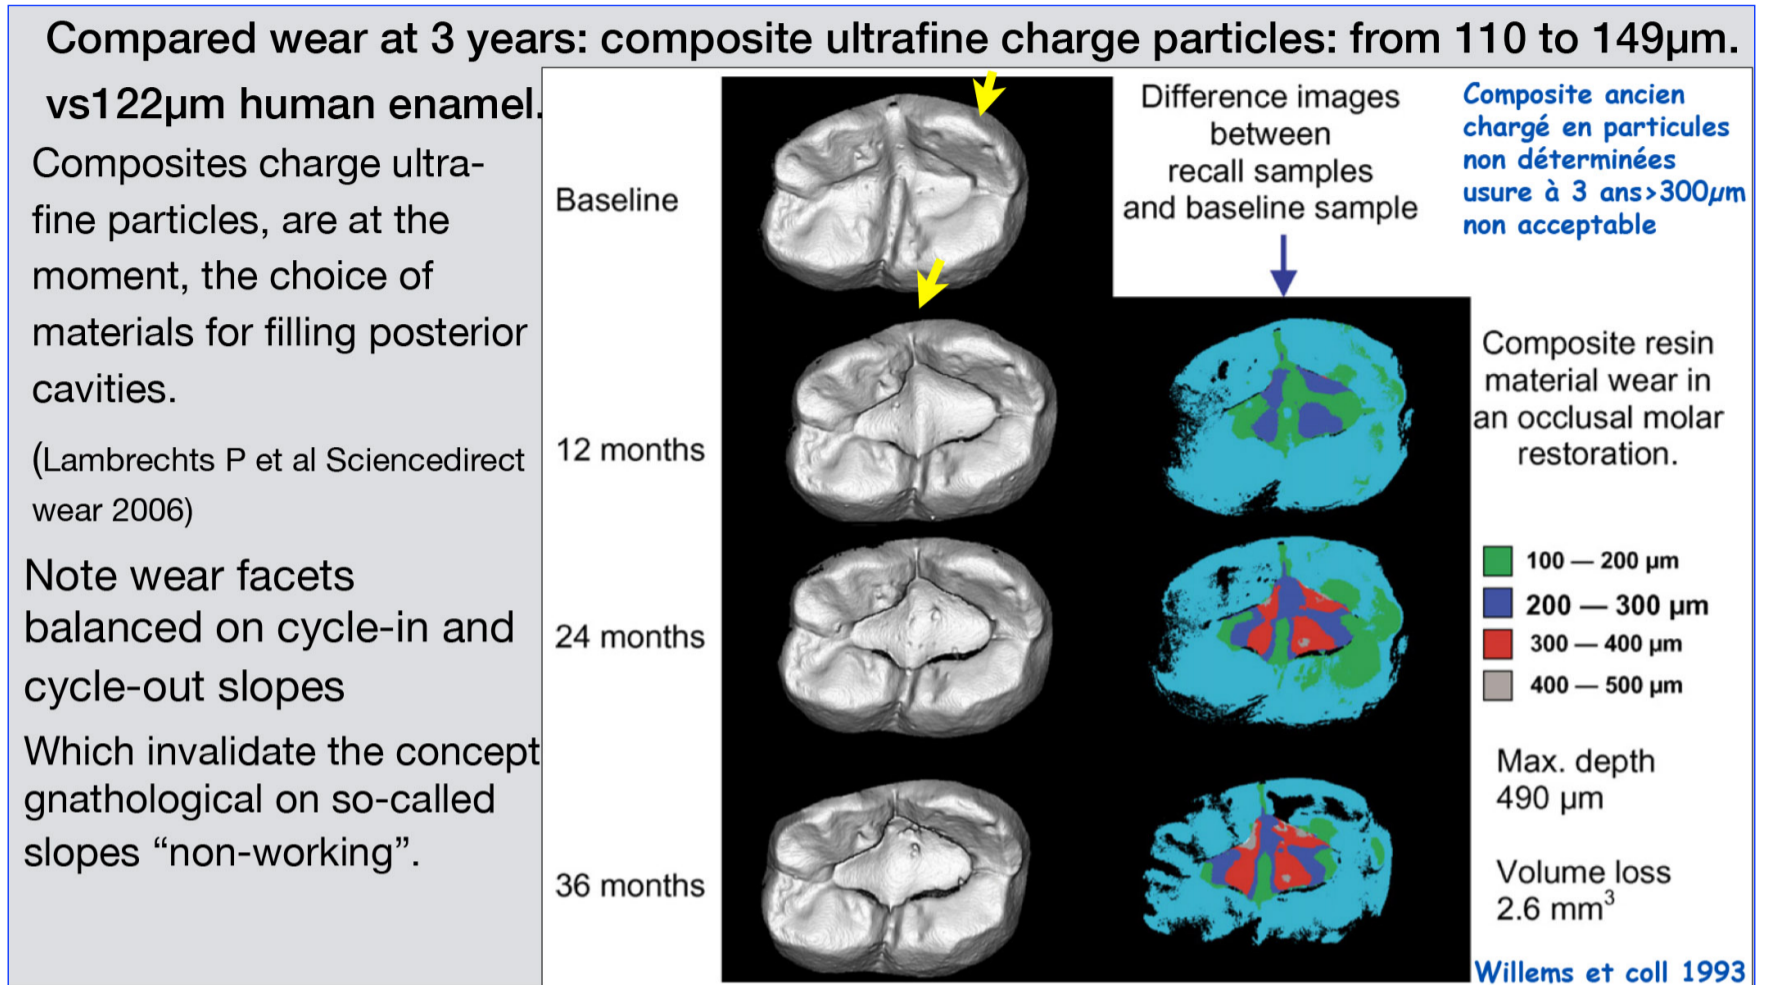 Compared wear at 3 years: composite ultrafine charge particles: from 110 to 149µm.
vs122µm human enamel.
Composites charge ultra-
fine particles, are at the
moment, the choice of
materials for filling posterior
cavities.
(Lambrechts P et al Sciencedirect
wear 2006)
Note wear facets
balanced on cycle-in and
cycle-out slopes
Which invalidate the concept
gnathological on so-called
slopes “non-working”.
Baseline
12 months
24 months
36 months
Difference images
between
recall samples
and baseline sample
Composite ancien
chargé en particules
non déterminées
usure à 3 ans>300µm
non acceptable
Composite resin
material wear in
an occlusal molar
restoration.
100 — 200 µm
200 — 300 µm
300 — 400 µm
400 — 500 µm
Max. depth
490 µm
Volume loss
2.6 mm³
Willems et coll 1993